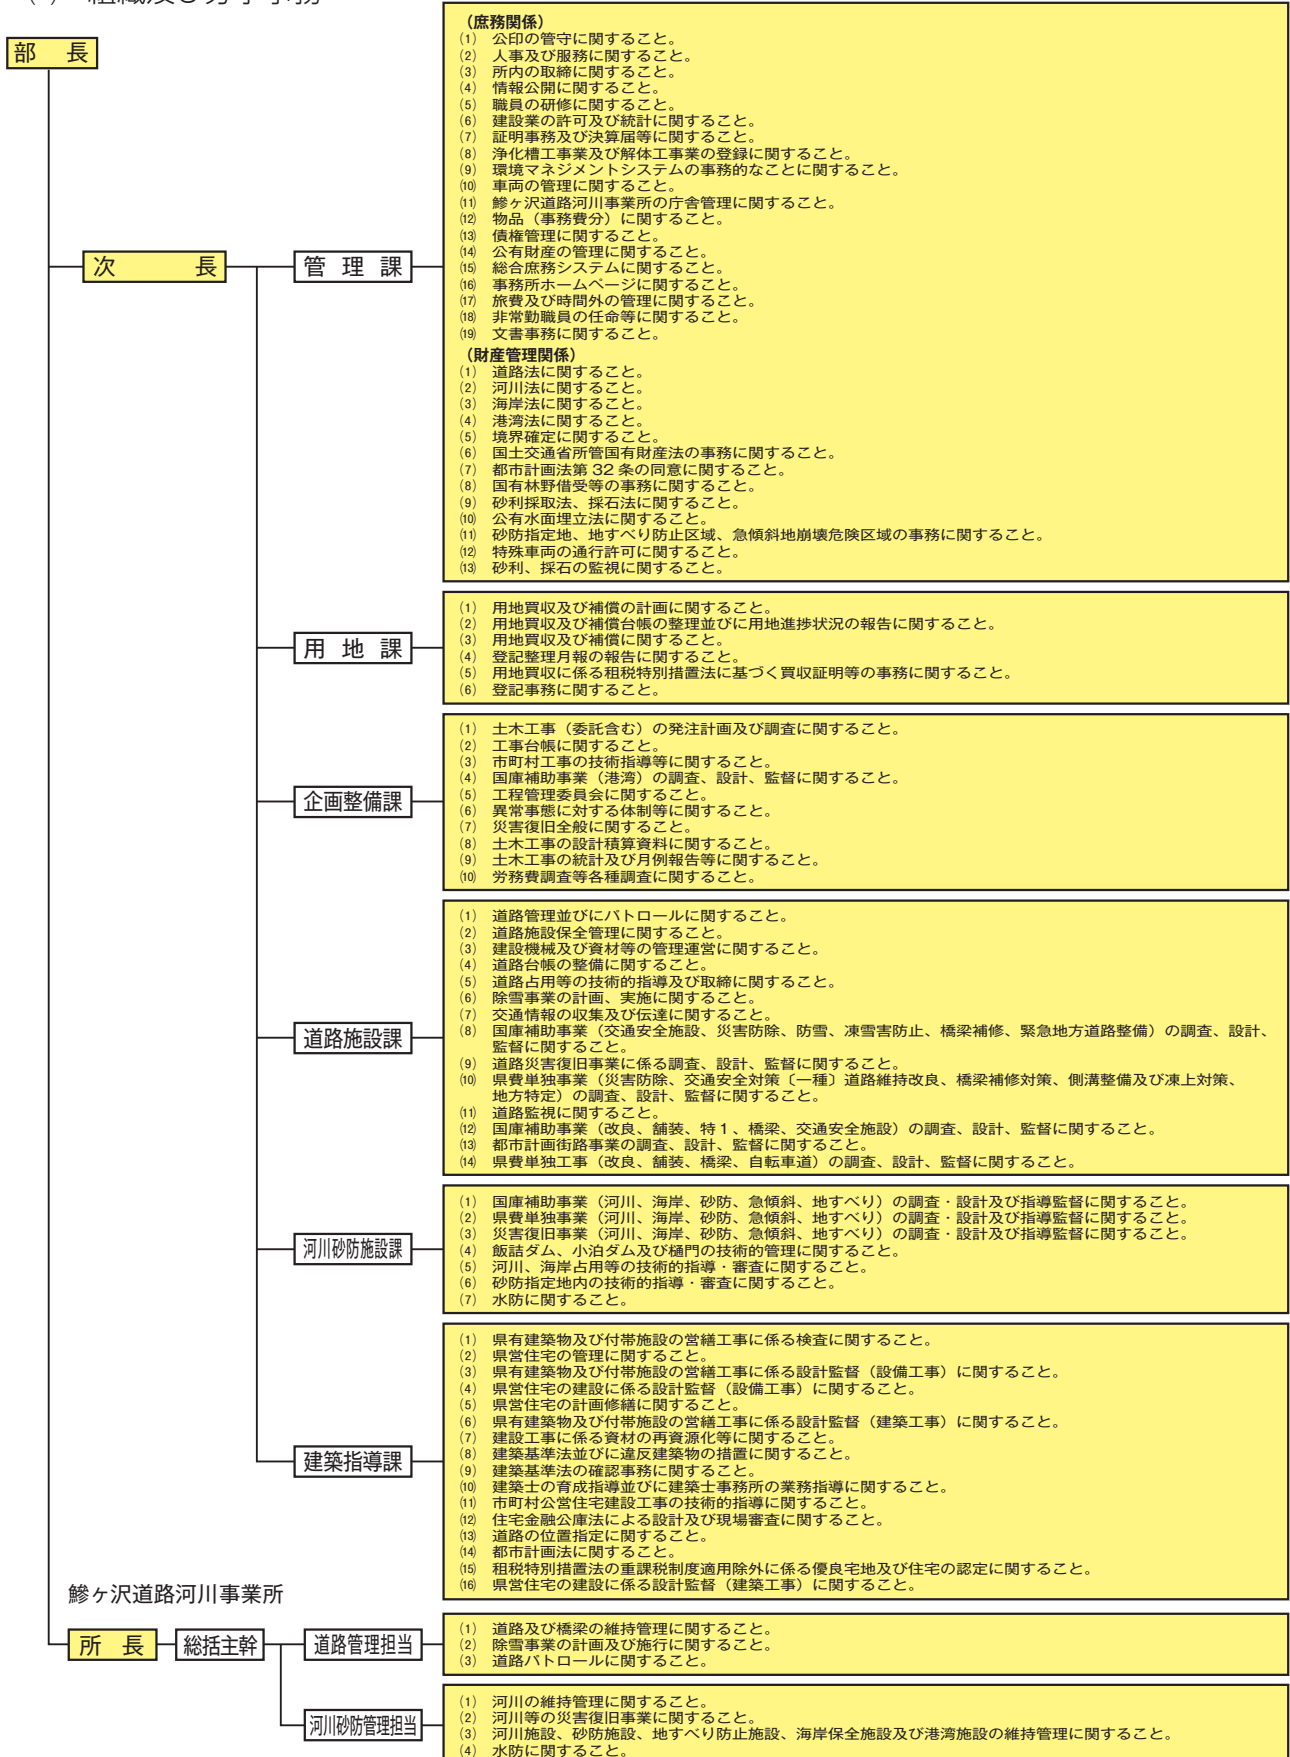 部長
次長
管理課
(庶務関係)
(1) 公印の管守に関すること。
(2) 人事及び服務に関すること。
(3) 所内の取締に関すること。
(4) 情報公開に関すること。
(5) 職員の研修に関すること。
(6) 建設業の許可及び統計に関すること。
(7) 証明事務及び決算届等に関すること。
(8) 浄化槽工事業及び解体工事業の登録に関すること。
(9) 環境マネジメントシステムの事務的なことに関すること。
(10) 車両の管理に関すること。
(11) 鰺ヶ沢道路河川事業所の庁舎管理に関すること。
(12) 物品（事務費分）に関すること。
(13) 債権管理に関すること。
(14) 公有財産の管理に関すること。
(15) 総合庶務システムに関すること。
(16) 事務所ホームページに関すること。
(17) 旅費及び時間外の管理に関すること。
(18) 非常勤職員の任命等に関すること。
(19) 文書事務に関すること。
(財産管理関係)
(1) 道路法に関すること。
(2) 河川法に関すること。
(3) 海岸法に関すること。
(4) 港湾法に関すること。
(5) 境界確定に関すること。
(6) 国土交通省所管国有財産法の事務に関すること。
(7) 都市計画法第 32 条の同意に関すること。
(8) 国有林野借受等の事務に関すること。
(9) 砂利採取法、採石法に関すること。
(10) 公有水面埋立法に関すること。
(11) 砂防指定地、地すべり防止区域、急傾斜地崩壊危険区域の事務に関すること。
(12) 特殊車両の通行許可に関すること。
(13) 砂利、採石の監視に関すること。
用地課
(1) 用地買収及び補償の計画に関すること。
(2) 用地買収及び補償台帳の整理並びに用地進捗状況の報告に関すること。
(3) 用地買収及び補償に関すること。
(4) 登記整理月報の報告に関すること。
(5) 用地買収に係る租税特別措置法に基づく買収証明等の事務に関すること。
(6) 登記事務に関すること。
企画整備課
(1) 土木工事（委託含む）の発注計画及び調査に関すること。
(2) 工事台帳に関すること。
(3) 市町村工事の技術指導等に関すること。
(4) 国庫補助事業（港湾）の調査、設計、監督に関すること。
(5) 工程管理委員会に関すること。
(6) 異常事態に対する体制等に関すること。
(7) 災害復旧全般に関すること。
(8) 土木工事の設計積算資料に関すること。
(9) 土木工事の統計及び月例報告等に関すること。
(10) 労務費調査等各種調査に関すること。
道路施設課
(1) 道路管理並びにパトロールに関すること。
(2) 道路施設保全管理に関すること。
(3) 建設機械及び資材等の管理運営に関すること。
(4) 道路台帳の整備に関すること。
(5) 道路占用等の技術的指導及び取締に関すること。
(6) 除雪事業の計画、実施に関すること。
(7) 交通情報の収集及び伝達に関すること。
(8) 国庫補助事業（交通安全施設、災害防除、防雪、凍雪害防止、橋梁補修、緊急地方道路整備）の調査、設計、
監督に関すること。
(9) 道路災害復旧事業に係る調査、設計、監督に関すること。
(10) 県費単独事業（災害防除、交通安全対策〔一種〕道路維持改良、橋梁補修対策、側溝整備及び凍上対策、
地方特定）の調査、設計、監督に関すること。
(11) 道路監視に関すること。
(12) 国庫補助事業（改良、舗装、特１、橋梁、交通安全施設）の調査、設計、監督に関すること。
(13) 都市計画街路事業の調査、設計、監督に関すること。
(14) 県費単独工事（改良、舗装、橋梁、自転車道）の調査、設計、監督に関すること。
河川砂防施設課
(1) 国庫補助事業（河川、海岸、砂防、急傾斜、地すべり）の調査・設計及び指導監督に関すること。
(2) 県費単独事業（河川、海岸、砂防、急傾斜、地すべり）の調査・設計及び指導監督に関すること。
(3) 災害復旧事業（河川、海岸、砂防、急傾斜、地すべり）の調査・設計及び指導監督に関すること。
(4) 飯詰ダム、小泊ダム及び樋門の技術的管理に関すること。
(5) 河川、海岸占用等の技術的指導・審査に関すること。
(6) 砂防指定地内の技術的指導・審査に関すること。
(7) 水防に関すること。
建築指導課
(1) 県有建築物及び付帯施設の営繕工事に係る検査に関すること。
(2) 県営住宅の管理に関すること。
(3) 県有建築物及び付帯施設の営繕工事に係る設計監督（設備工事）に関すること。
(4) 県営住宅の建設に係る設計監督（設備工事）に関すること。
(5) 県営住宅の計画修繕に関すること。
(6) 県有建築物及び付帯施設の営繕工事に係る設計監督（建築工事）に関すること。
(7) 建設工事に係る資材の再資源化等に関すること。
(8) 建築基準法並びに違反建築物の措置に関すること。
(9) 建築基準法の確認事務に関すること。
(10) 建築士の育成指導並びに建築士事務所の業務指導に関すること。
(11) 市町村公営住宅建設工事の技術的指導に関すること。
(12) 住宅金融公庫法による設計及び現場審査に関すること。
(13) 道路の位置指定に関すること。
(14) 都市計画法に関すること。
(15) 租税特別措置法の重課税制度適用除外に係る優良宅地及び住宅の認定に関すること。
(16) 県営住宅の建設に係る設計監督（建築工事）に関すること。
鰺ヶ沢道路河川事業所
所長
総括主幹
道路管理担当
(1) 道路及び橋梁の維持管理に関すること。
(2) 除雪事業の計画及び施行に関すること。
(3) 道路パトロールに関すること。
河川砂防管理担当
(1) 河川の維持管理に関すること。
(2) 河川等の災害復旧事業に関すること。
(3) 河川施設、砂防施設、地すべり防止施設、海岸保全施設及び港湾施設の維持管理に関すること。
(4) 水防に関すること。